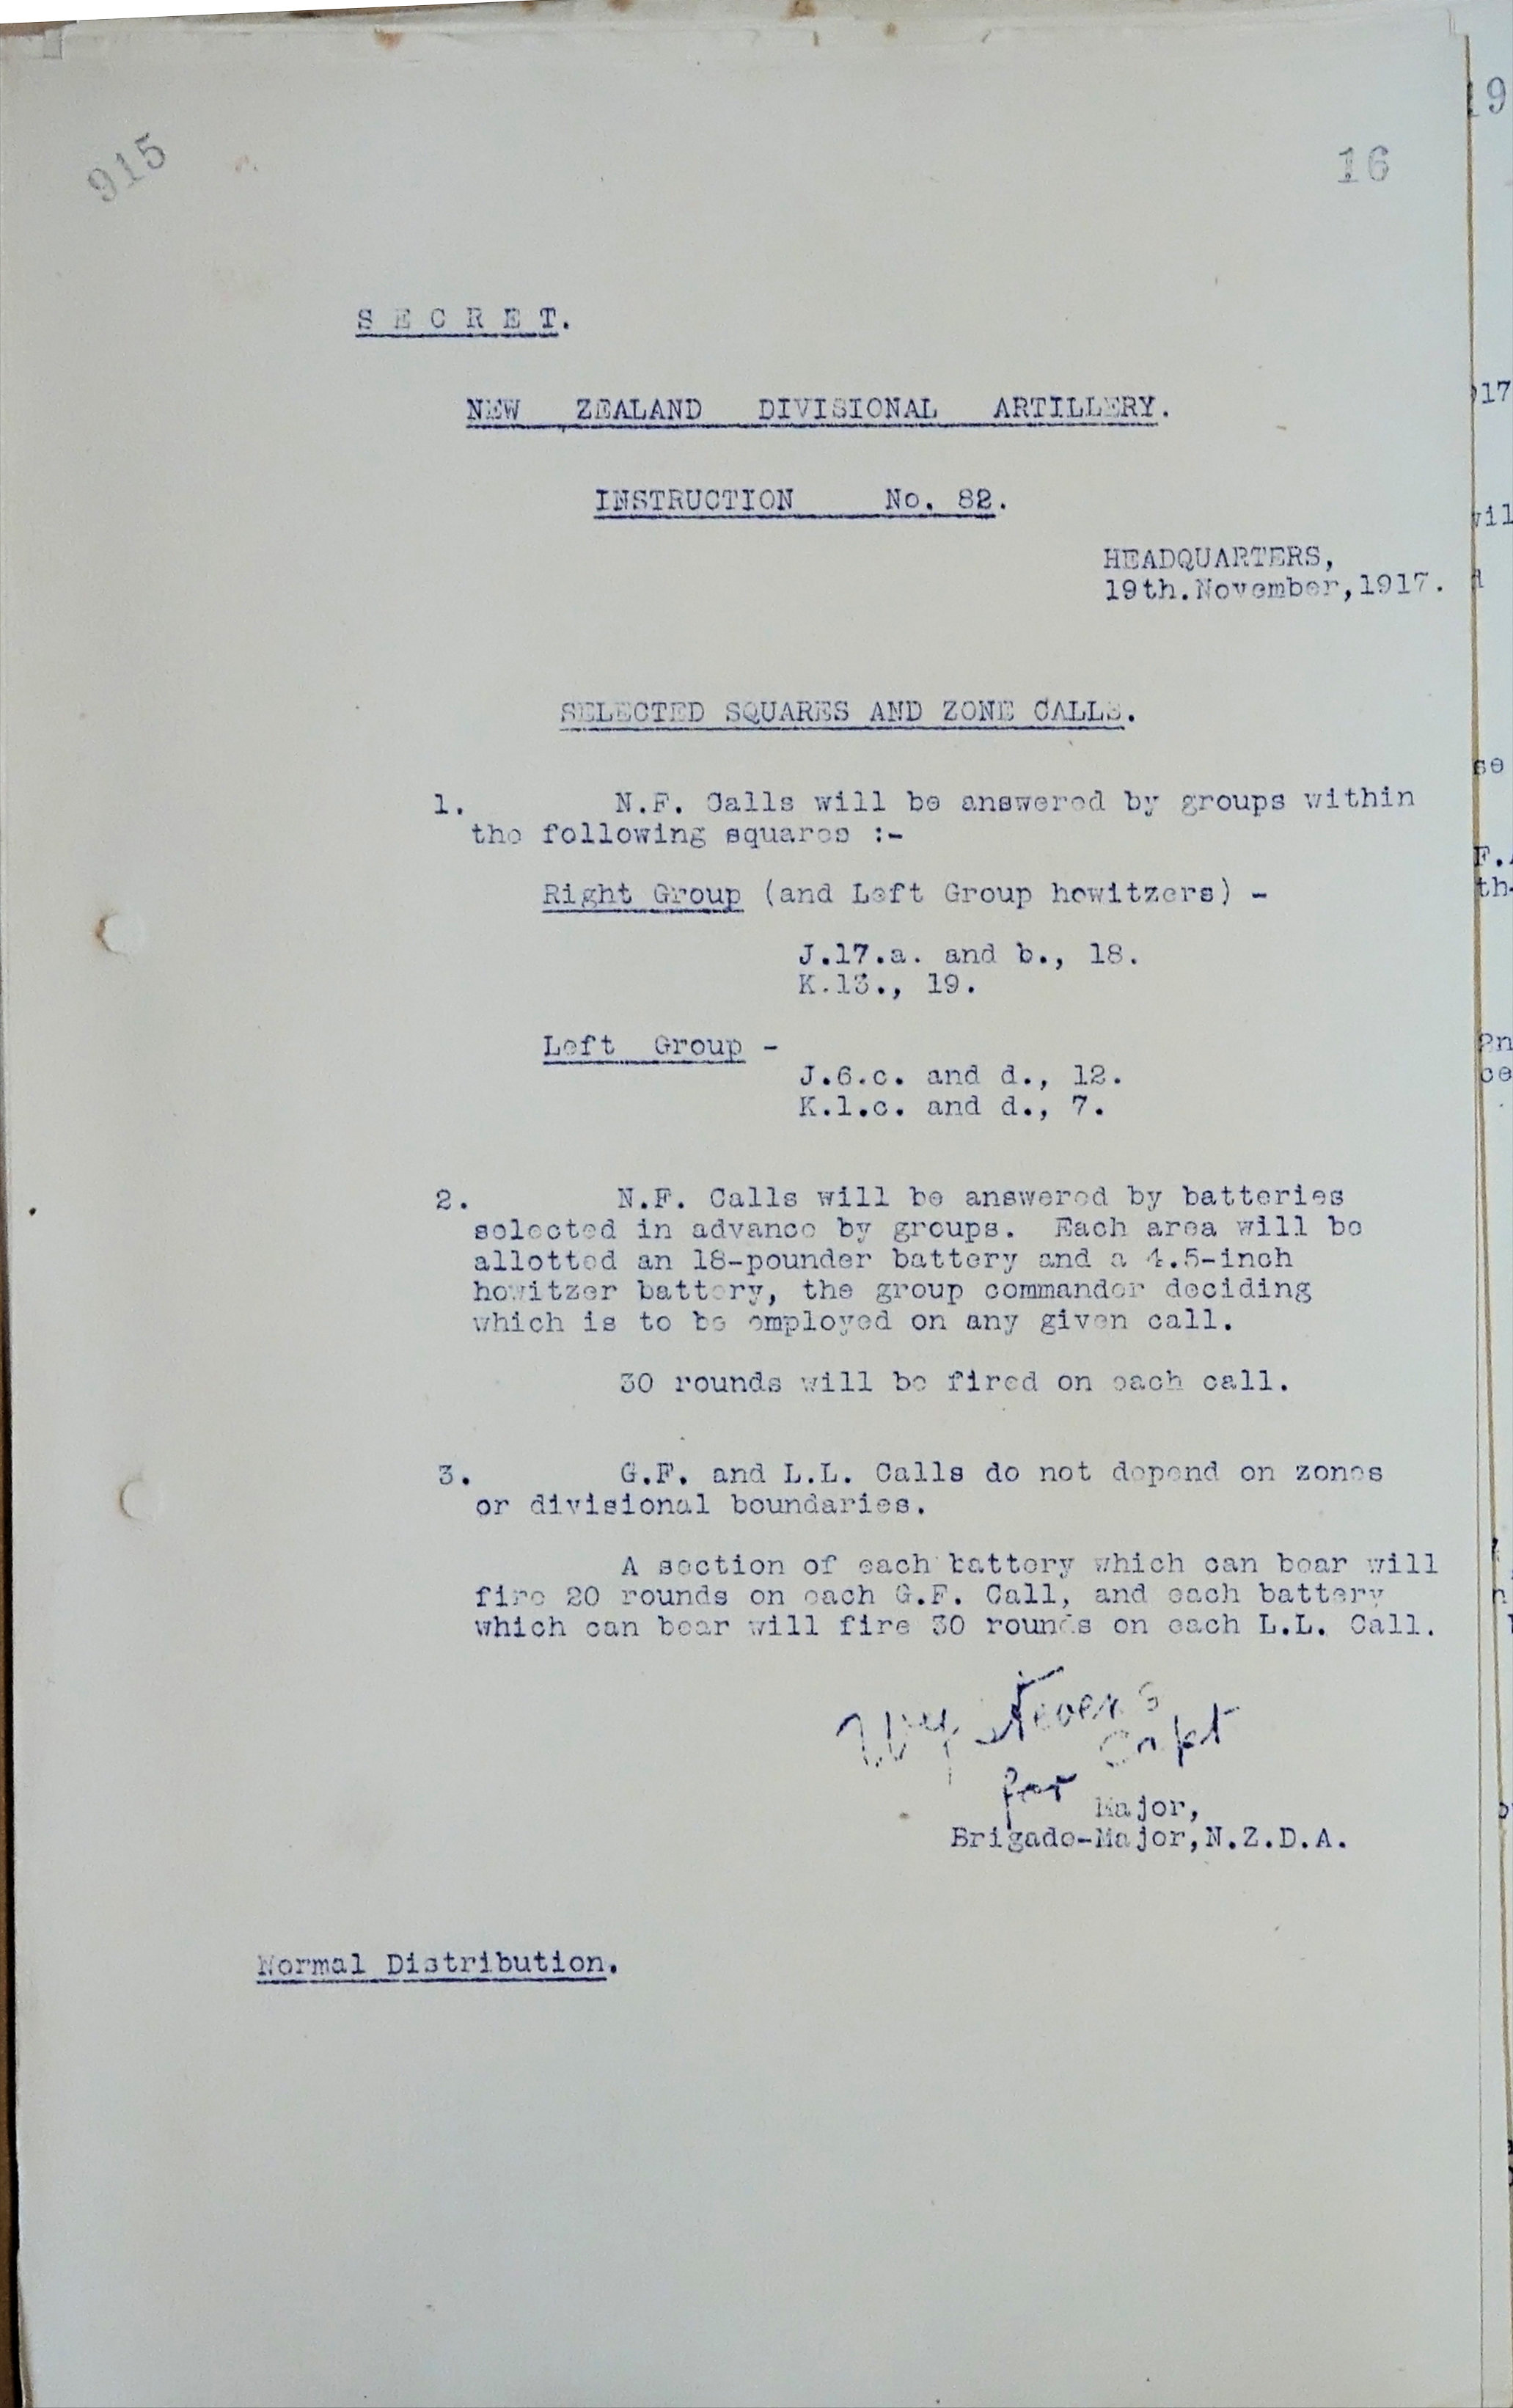 915
16
S E C R E T.
NEW ZEALAND DIVISIONAL ARTILLERY.
INSTRUCTION No. 82.
HEADQUARTERS,
19th.November,1917.
SELECTED SQUARES AND ZONE CALLS.
1. N.F. Calls will be answered by groups within
the following squares :-
Right Group (and Left Group howitzers) -
J.17.a. and b., 18.
K.13., 19.
Left Group -
J.6.c. and d., 12.
K.1.c. and d., 7.
2. N.F. Calls will be answered by batteries
selected in advance by groups. Each area will be
allotted an 18-pounder battery and a 4.5-inch
howitzer battery, the group commander deciding
which is to be employed on any given call.
30 rounds will be fired on each call.
3. G.F. and L.L. Calls do not depend on zones
or divisional boundaries.
A section of each battery which can bear will
fire 20 rounds on each G.F. Call, and each battery
which can bear will fire 30 rounds on each L.L. Call.
Stevens
Capt
for
Major,
Brigade-Major,N.Z.D.A.
Normal Distribution.